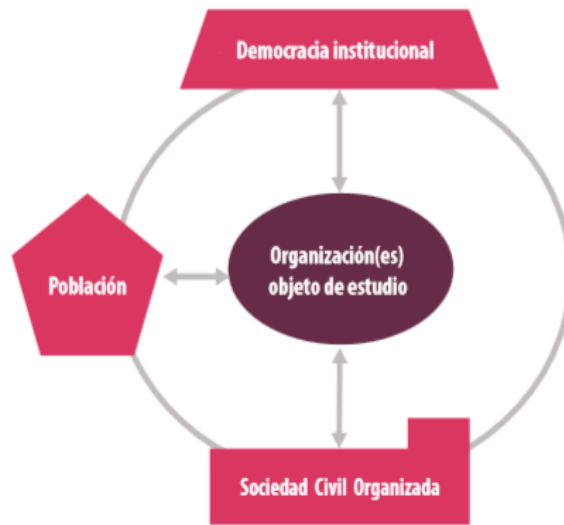 Democracia institucional
Organización(es)
objeto de estudio
Población
Sociedad Civil Organizada